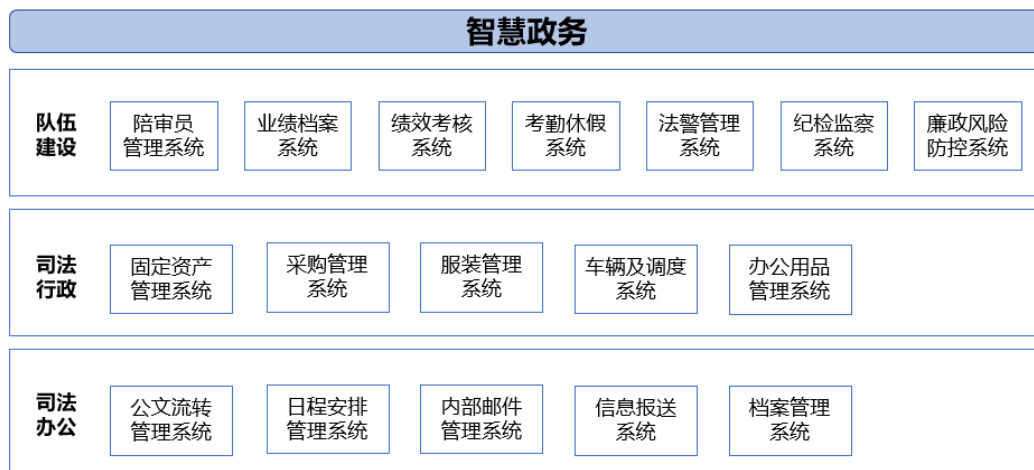 智慧政务
队伍
建设
陪审员
管理系统
业绩档案
系统
绩效考核
系统
考勤休假
系统
法警管理
系统
纪检监察
系统
廉政风险
防控系统
司法
行政
固定资产
管理系统
采购管理
系统
服装管理
系统
车辆及调度
系统
办公用品
管理系统
司法
办公
公文流转
管理系统
日程安排
管理系统
内部邮件
管理系统
信息报送
系统
档案管理
系统